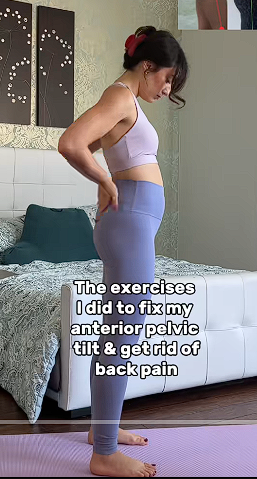 The exercises
I did to fix my
anterior pelvic
tilt & get rid of
back pain